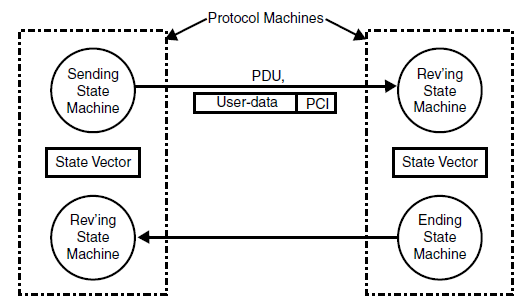 Protocol Machines
Sending
State
Machine
PDU,
User-data PCI
Rev'ing
State
Machine
State Vector
State Vector
Rev'ing
State
Machine
Ending
State
Machine